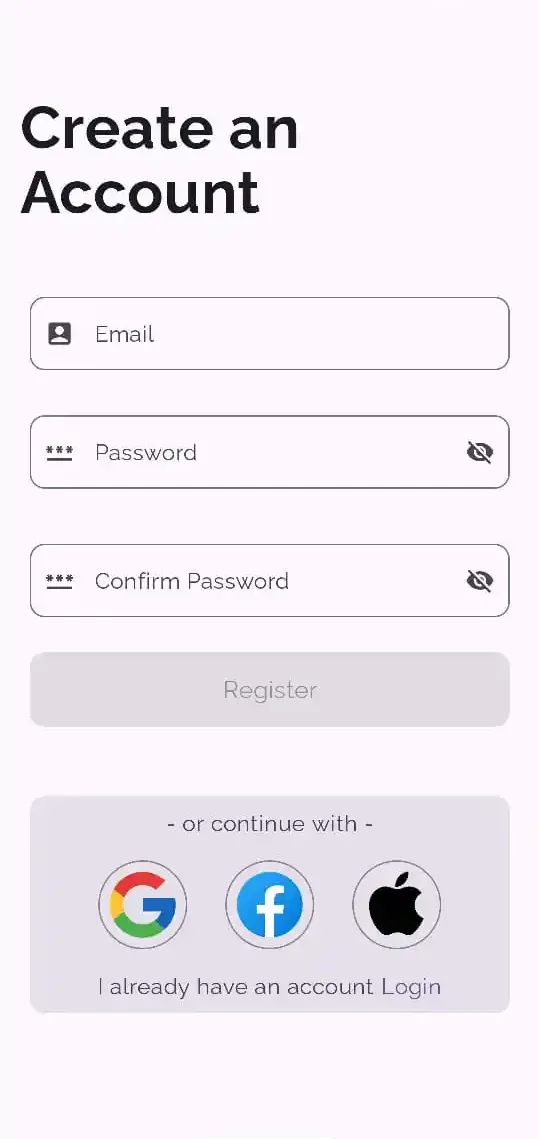 Create an
Account
Email
*** Password
*** Confirm Password
Register
- or continue with -
I already have an account Login